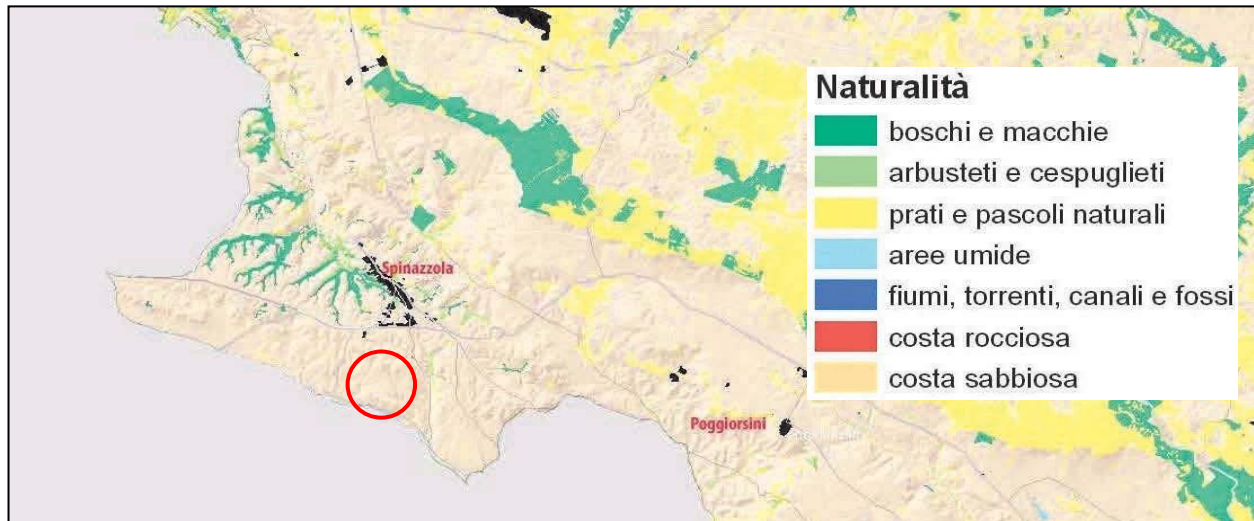 Naturalità
boschi e macchie
arbusteti e cespuglieti
prati e pascoli naturali
aree umide
fiumi, torrenti, canali e fossi
costa rocciosa
costa sabbiosa
Spinazzola
Poggiorsini